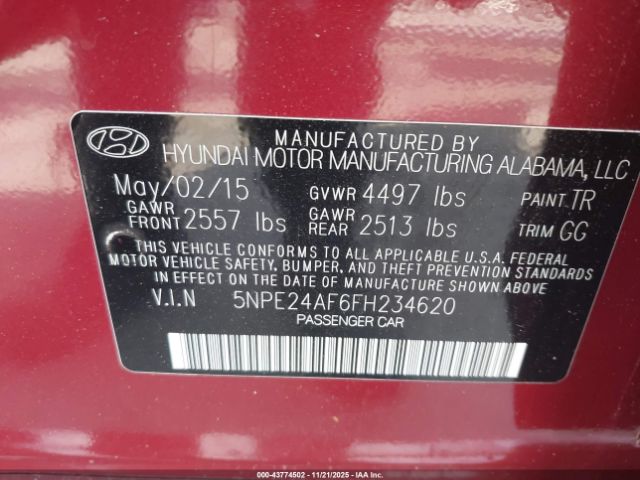 MANUFACTURED BY
HYUNDAI MOTOR MANUFACTURING ALABAMA, LLC
May/02/15 GVWR 4497 lbs PAINT TR
GAWR FRONT 2557 lbs GAWR REAR 2513 lbs TRIM GG
THIS VEHICLE CONFORMS TO ALL APPLICABLE U.S.A. FEDERAL
MOTOR VEHICLE SAFETY, BUMPER, AND THEFT PREVENTION STANDARDS
IN EFFECT ON THE DATE OF MANUFACTURE SHOWN ABOVE.
V.I.N 5NPE24AF6FH234620
PASSENGER CAR
000-43774502 - 11/21/2025 - IAA Inc.